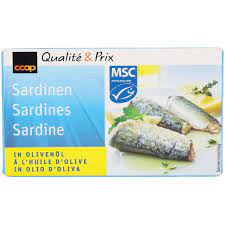 coop
Qualité & Prix
MSC
Sardinen
Sardines
Sardine
IN OLIVENÖL
À L'HUILE D'OLIVE
IN OLIO D'OLIVA